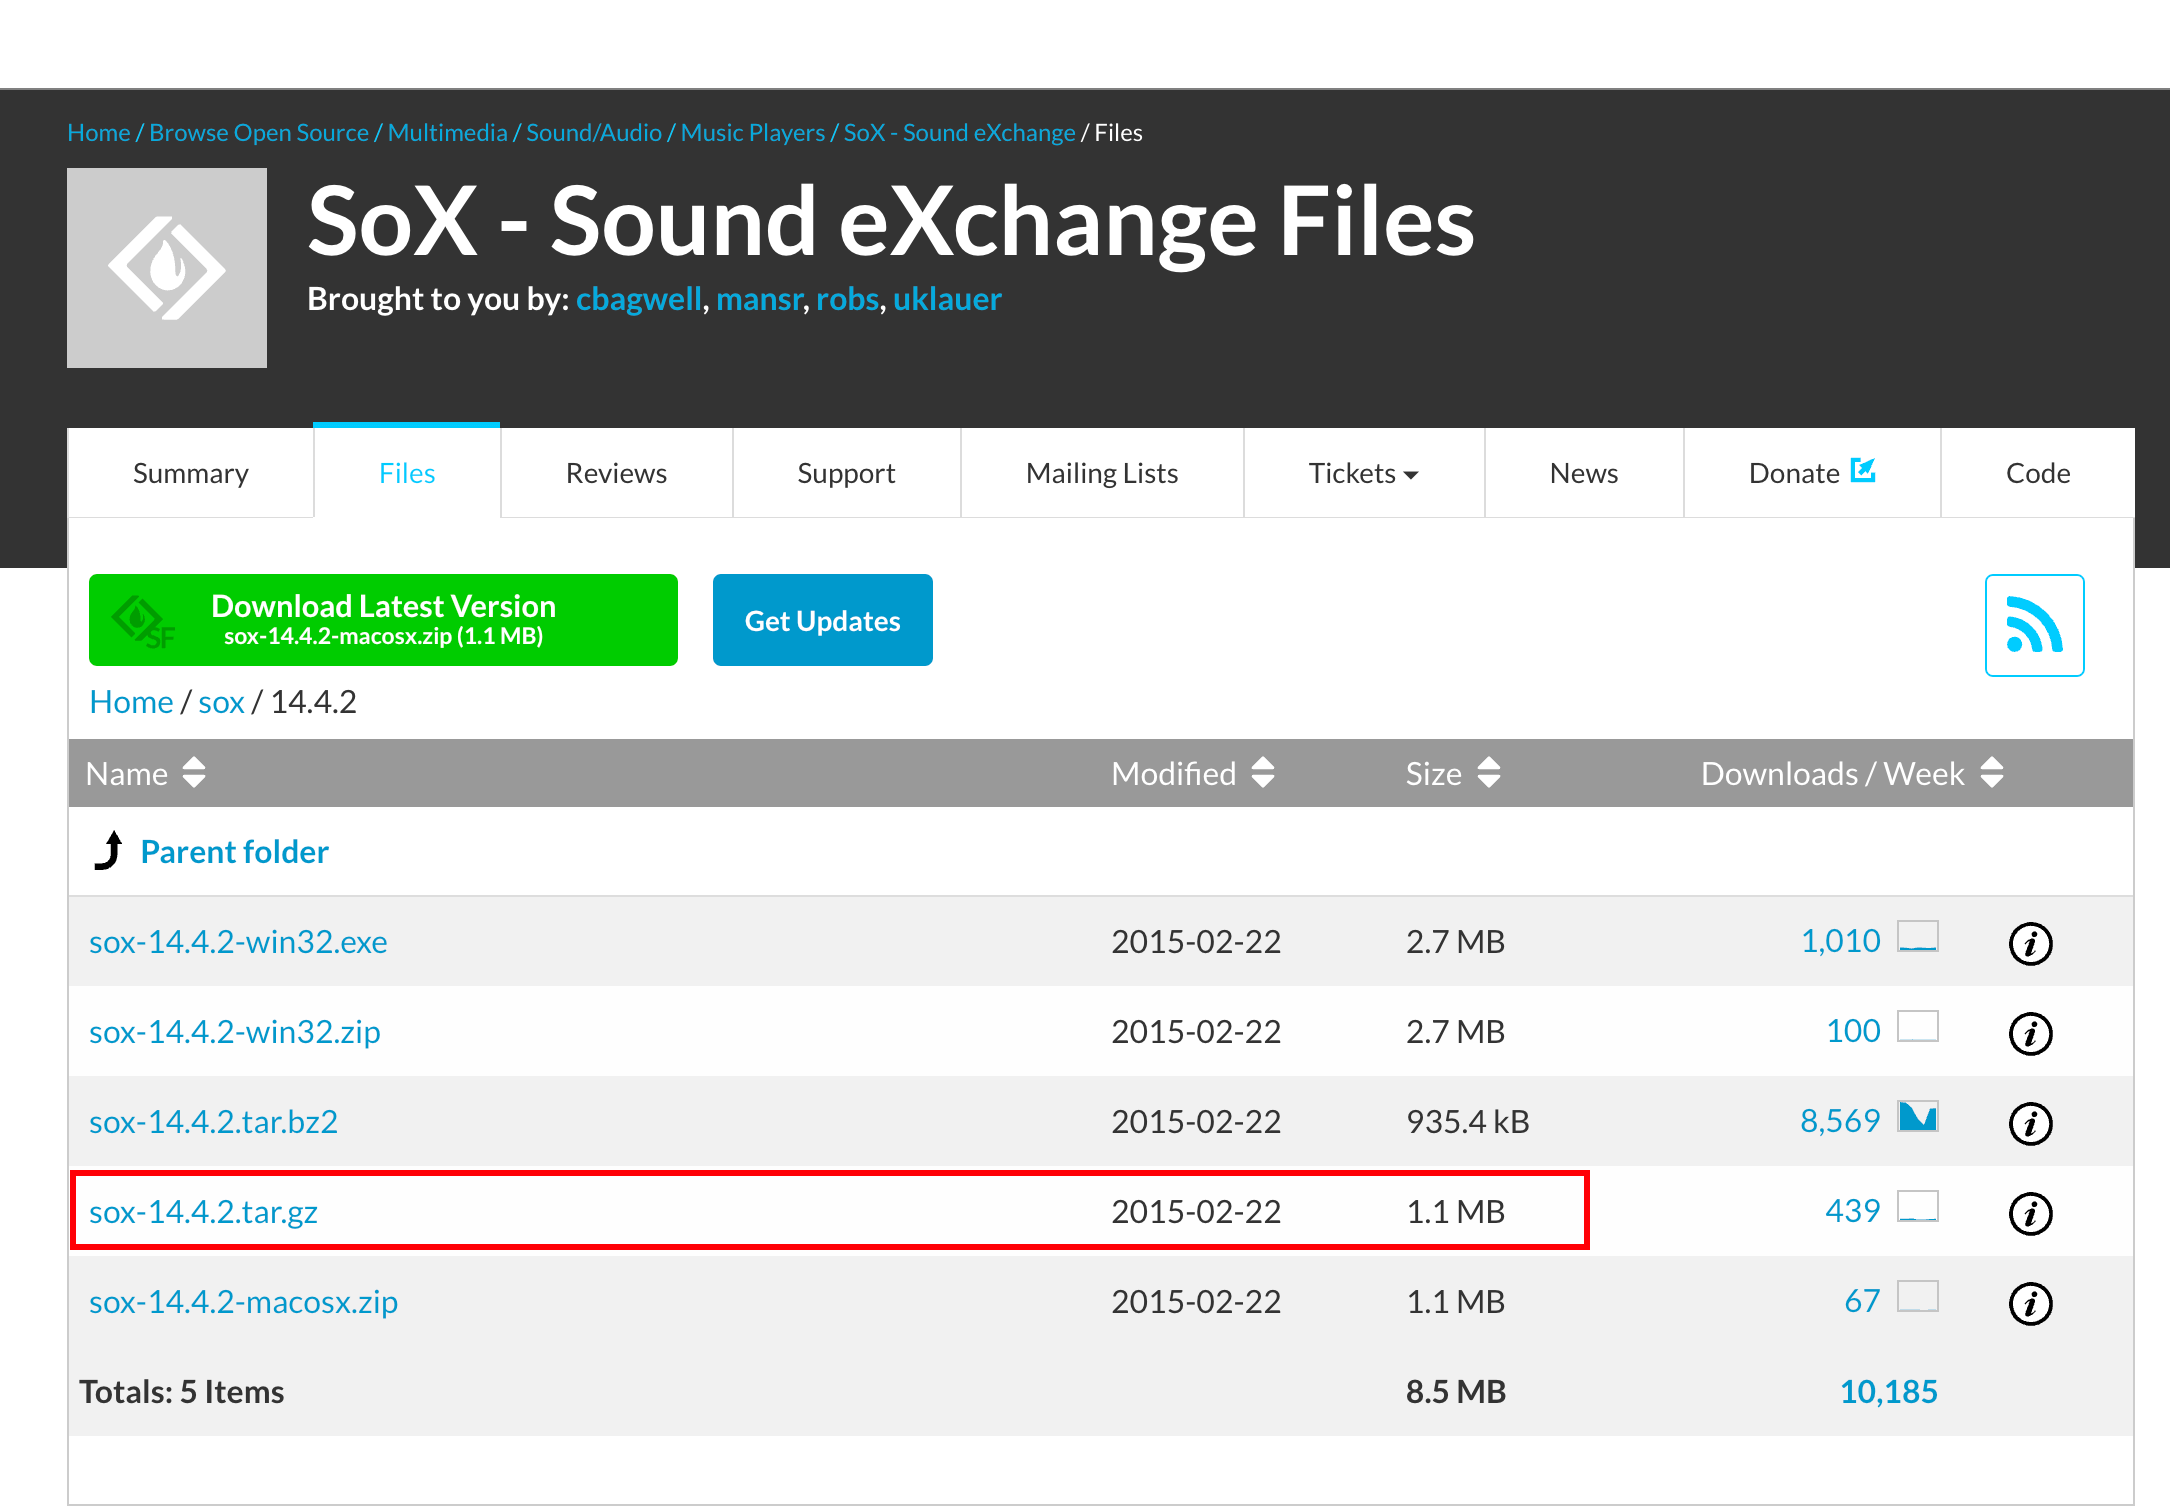 Home / Browse Open Source / Multimedia / Sound/Audio / Music Players / SoX - Sound eXchange / Files
SoX - Sound eXchange Files
Brought to you by: cbagwell, mansr, robs, uklauer
Summary Files Reviews Support Mailing Lists Tickets News Donate Code
Download Latest Version
sox-14.4.2-macosx.zip (1.1 MB)
SF
Get Updates
Home / sox / 14.4.2
Name Modified Size Downloads / Week
Parent folder
sox-14.4.2-win32.exe 2015-02-22 2.7 MB 1,010 i
sox-14.4.2-win32.zip 2015-02-22 2.7 MB 100 i
sox-14.4.2.tar.bz2 2015-02-22 935.4 kB 8,569 i
sox-14.4.2.tar.gz 2015-02-22 1.1 MB 439 i
sox-14.4.2-macosx.zip 2015-02-22 1.1 MB 67 i
Totals: 5 Items 8.5 MB 10,185